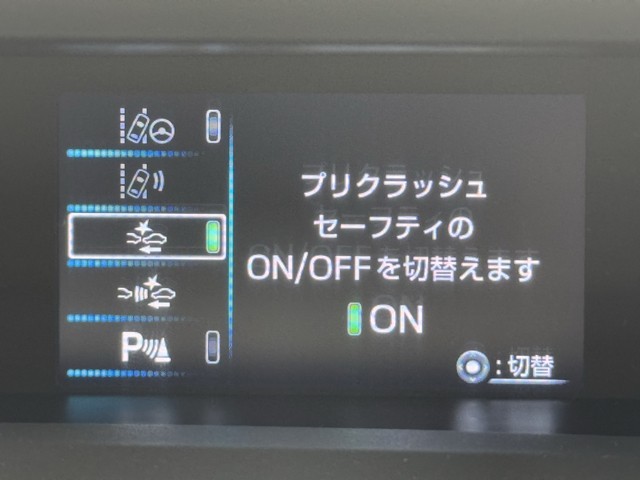 プリクラッシュ
セーフティの
ON/OFFを切替えます
ON
P
:切替